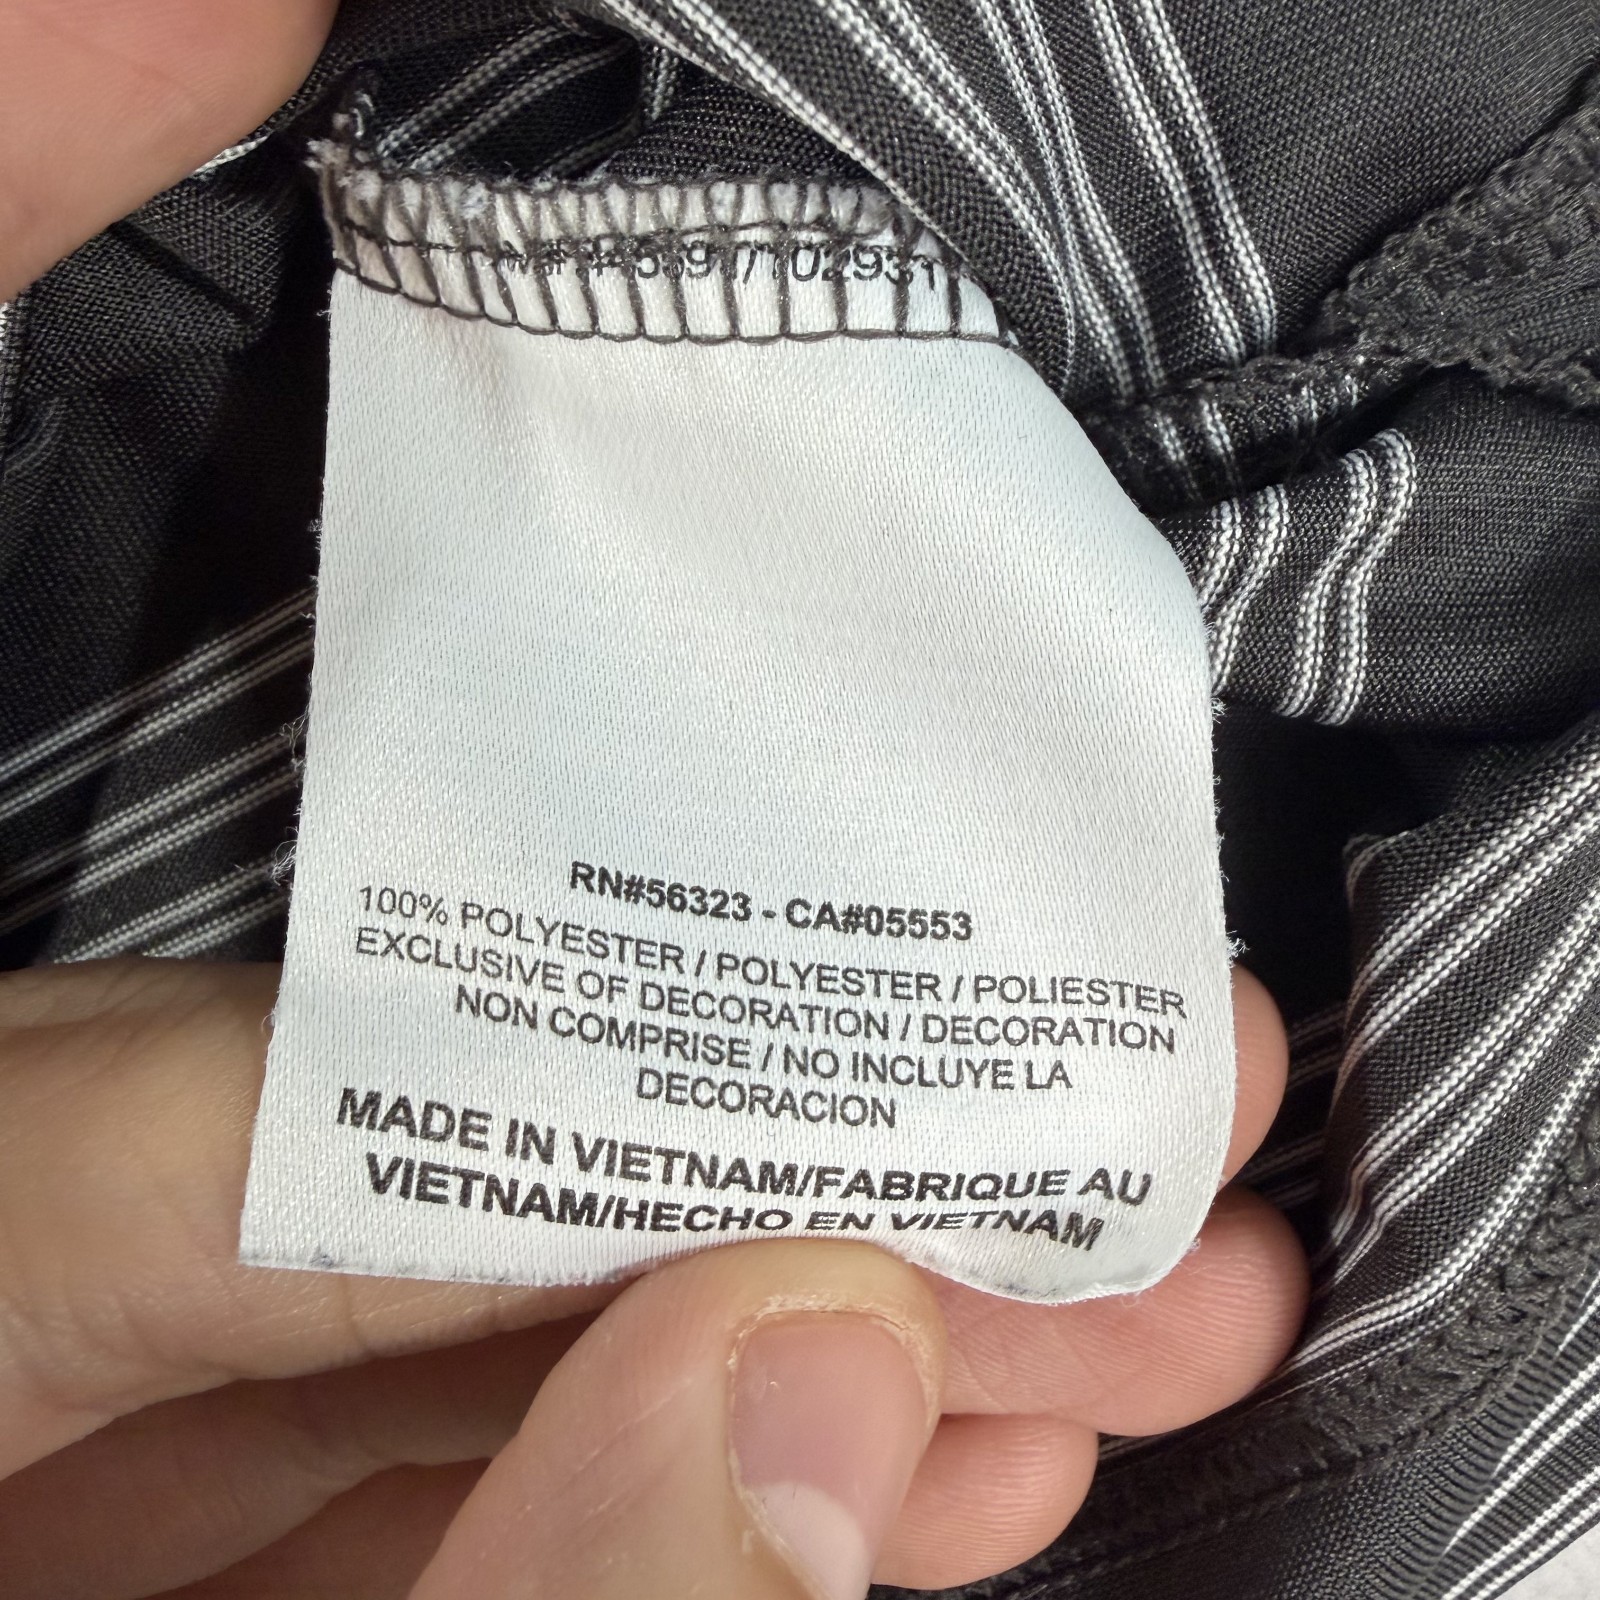 /102931
RN#56323 - CA#05553
100% POLYESTER / POLYESTER / POLIESTER
EXCLUSIVE OF DECORATION / DECORATION
NON COMPRISE / NO INCLUYE LA
DECORACION
MADE IN VIETNAM/FABRIQUE AU
VIETNAM/HECHO EN VIETNAM